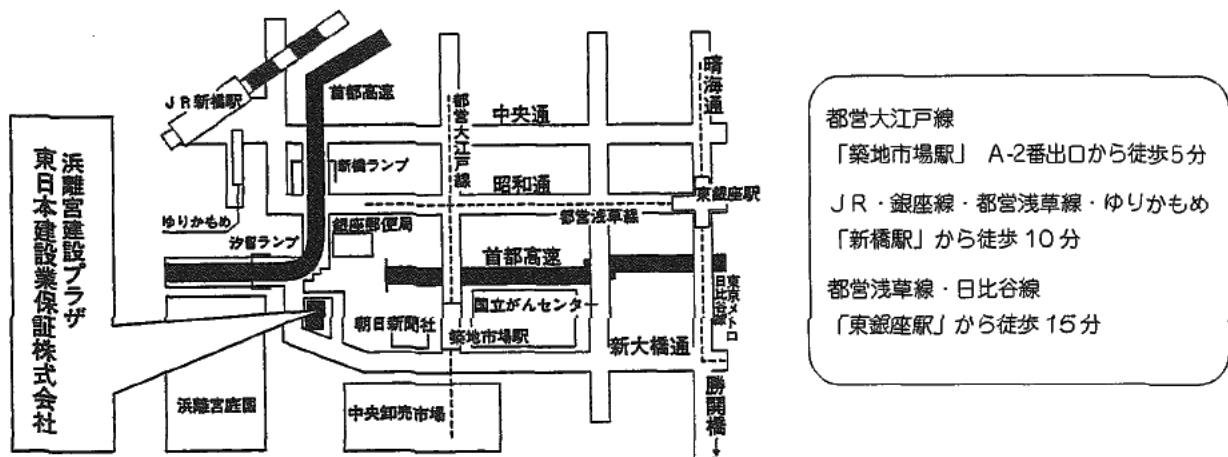 浜離宮建設プラザ
東日本建設業保証株式会社
JR新橋駅
首都高速
都営大江戸線
中央通
晴海通
新橋ランプ
昭和通
東銀座駅
ゆりかもめ
都営浅草線
汐留ランプ
銀座郵便局
首都高速
東京メトロ
日比谷線
国立がんセンター
朝日新聞社
築地市場駅
新大橋通
浜離宮庭園
中央卸売市場
勝開橋
都営大江戸線
「築地市場駅」 A-2番出口から徒歩5分
JR・銀座線・都営浅草線・ゆりかもめ
「新橋駅」から徒歩10分
都営浅草線・日比谷線
「東銀座駅」から徒歩15分